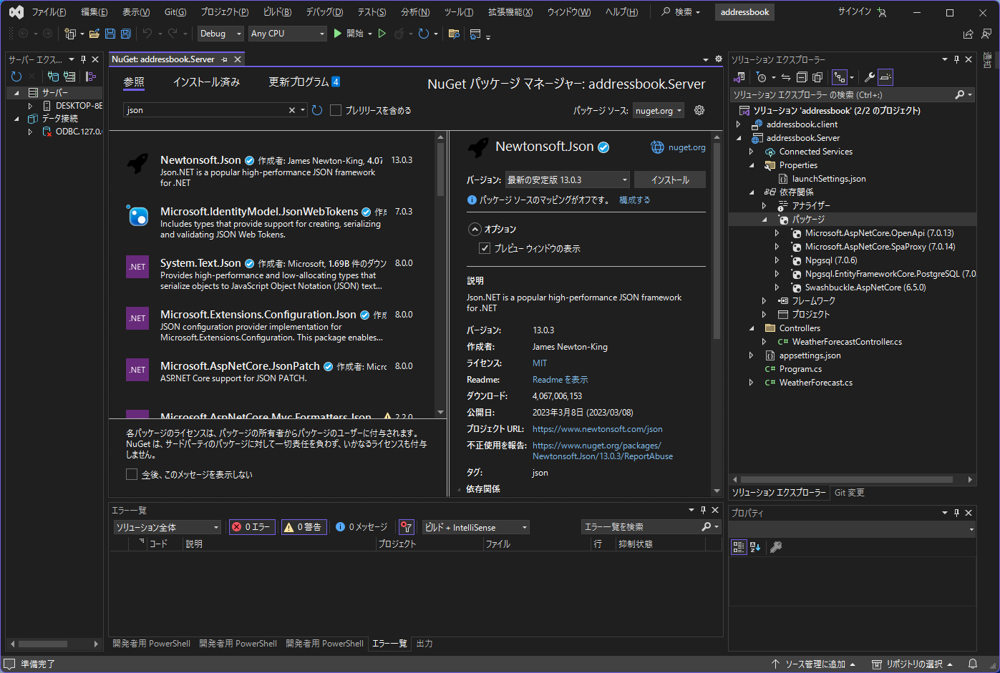 ファイル(F) 編集(E) 表示(V) Git(G) プロジェクト(P) ビルド(B) デバッグ(D) テスト(S) 分析(N) ツール(T) 拡張機能(X) ウィンドウ(W) ヘルプ(H) 検索 addressbook サインイン
Debug Any CPU 開始
サーバー エクス...
サーバー
DESKTOP-8E
データ接続
ODBC.127.0.
NuGet: addressbook.Server
参照 インストール済み 更新プログラム 4
NuGet パッケージ マネージャー: addressbook.Server
json
プレリリースを含める
パッケージ ソース: nuget.org
Newtonsoft.Json 作成者: James Newton-King, 4.07 13.0.3
Json.NET is a popular high-performance JSON framework
for .NET
Microsoft.IdentityModel.JsonWebTokens 作 7.0.3
Includes types that provide support for creating, serializing
and validating JSON Web Tokens.
.NET
System.Text.Json 作成者: Microsoft, 1.69B 件のダウン 8.0.0
Provides high-performance and low-allocating types that
serialize objects to JavaScript Object Notation (JSON) text...
.NET
Microsoft.Extensions.Configuration.Json 作 8.0.0
JSON configuration provider implementation for
Microsoft.Extensions.Configuration. This package enables...
.NET
Microsoft.AspNetCore.JsonPatch 作成者: Micro 8.0.0
ASP.NET Core support for JSON PATCH.
Microsoft.AspNetCore.Mvc.Formatters.Json 2.2.0
各パッケージのライセンスは、パッケージの所有者からパッケージのユーザーに付与されます。
NuGet は、サードパーティのパッケージに対して一切責任を負わず、いかなるライセンスも付与
しません。
今後、このメッセージを表示しない
Newtonsoft.Json
nuget.org
バージョン: 最新の安定版 13.0.3 インストール
パッケージ ソースのマッピングがオフです。 構成する
オプション
プレビュー ウィンドウの表示
説明
Json.NET is a popular high-performance JSON framework
for .NET
バージョン: 13.0.3
作成者: James Newton-King
ライセンス: MIT
Readme: Readme を表示
ダウンロード: 4,067,006,153
公開日: 2023年3月8日 (2023/03/08)
プロジェクト URL: https://www.newtonsoft.com/json
不正使用を報告: https://www.nuget.org/packages/
Newtonsoft.Json/13.0.3/ReportAbuse
タグ: json
依存関係
エラー一覧
ソリューション全体 0 エラー 0 警告 0 メッセージ ビルド + IntelliSense エラー一覧を検索
コード 説明 プロジェクト ファイル 行 抑制状態
開発者用 PowerShell 開発者用 PowerShell 開発者用 PowerShell エラー一覧 出力
ソリューション エクスプローラー
ソリューション エクスプローラー の検索 (Ctrl+:)
ソリューション 'addressbook' (2/2 のプロジェクト)
addressbook.client
addressbook.Server
Connected Services
Properties
launchSettings.json
依存関係
アナライザー
パッケージ
Microsoft.AspNetCore.OpenApi (7.0.13)
Microsoft.AspNetCore.SpaProxy (7.0.14)
Npgsql (7.0.6)
Npgsql.EntityFrameworkCore.PostgreSQL (7.0.
Swashbuckle.AspNetCore (6.5.0)
フレームワーク
プロジェクト
Controllers
C# WeatherForecastController.cs
appsettings.json
C# Program.cs
C# WeatherForecast.cs
ソリューション エクスプローラー Git 変更
プロパティ
通知
準備完了
ソース管理に追加 リポジトリの選択